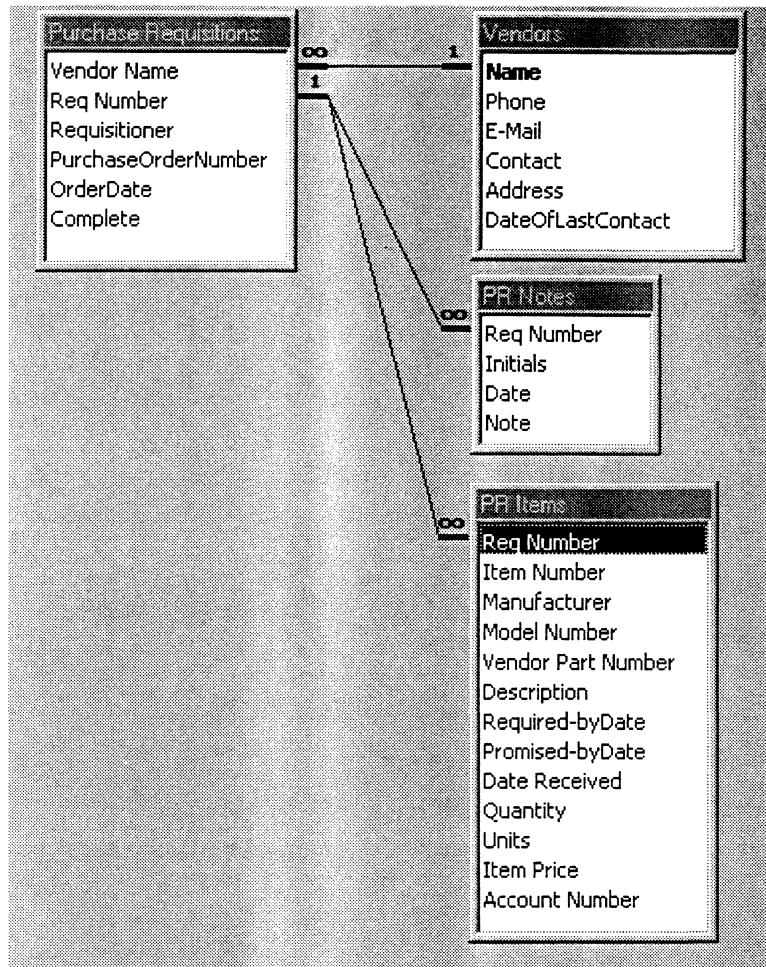 Purchase Requisitions
Vendor Name
Req Number
Requisitioner
PurchaseOrderNumber
OrderDate
Complete
∞
1
1
Vendors
Name
Phone
E-Mail
Contact
Address
DateOfLastContact
∞
PR Notes
Req Number
Initials
Date
Note
∞
PR Items
Req Number
Item Number
Manufacturer
Model Number
Vendor Part Number
Description
Required-byDate
Promised-byDate
Date Received
Quantity
Units
Item Price
Account Number